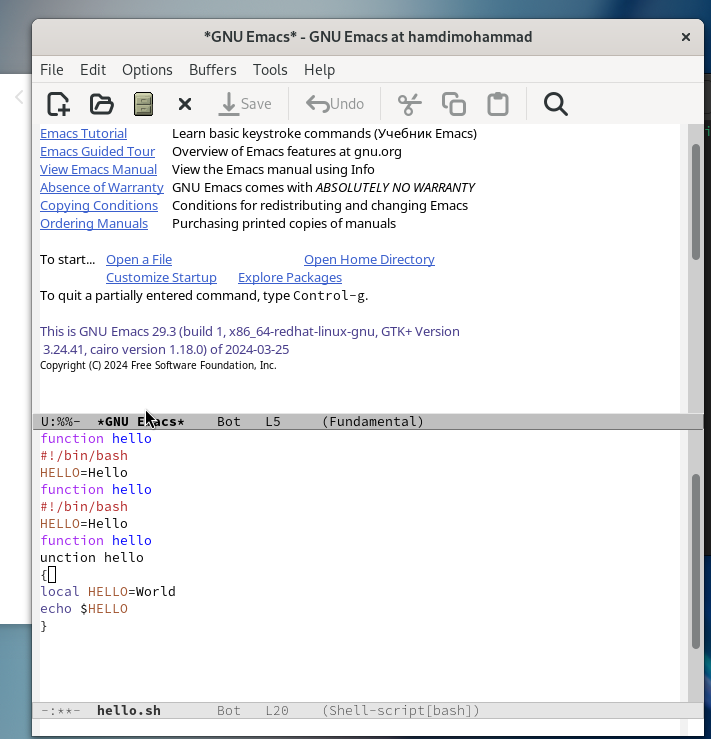 *GNU Emacs* - GNU Emacs at hamdimohammad
File Edit Options Buffers Tools Help
Save Undo
Emacs Tutorial Learn basic keystroke commands (Учебник Emacs)
Emacs Guided Tour Overview of Emacs features at gnu.org
View Emacs Manual View the Emacs manual using Info
Absence of Warranty GNU Emacs comes with ABSOLUTELY NO WARRANTY
Copying Conditions Conditions for redistributing and changing Emacs
Ordering Manuals Purchasing printed copies of manuals
To start... Open a File Open Home Directory
Customize Startup Explore Packages
To quit a partially entered command, type Control-g.
This is GNU Emacs 29.3 (build 1, x86_64-redhat-linux-gnu, GTK+ Version
3.24.41, cairo version 1.18.0) of 2024-03-25
Copyright (C) 2024 Free Software Foundation, Inc.
U:%%- *GNU Emacs* Bot L5 (Fundamental)
function hello
#!/bin/bash
HELLO=Hello
function hello
#!/bin/bash
HELLO=Hello
function hello
unction hello
{
local HELLO=World
echo $HELLO
}
-:**- hello.sh Bot L20 (Shell-script[bash])